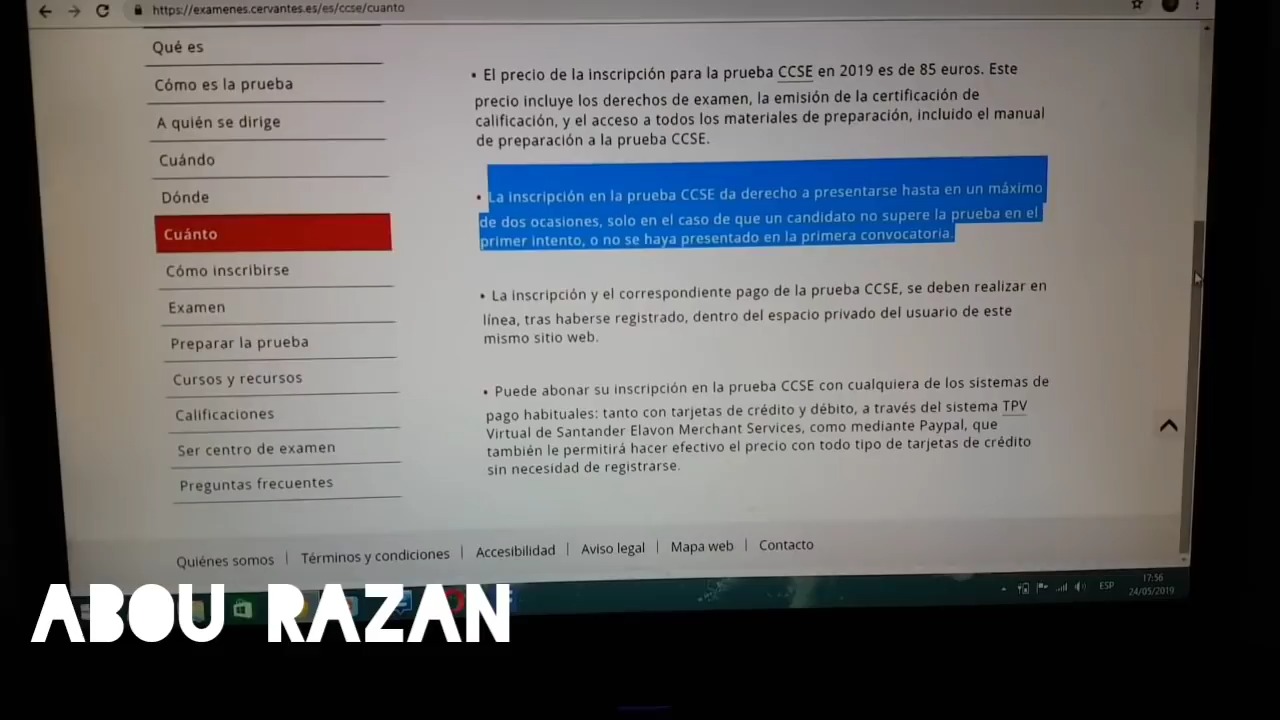 https://examenes.cervantes.es/es/ccse/cuanto
Qué es
Cómo es la prueba
A quién se dirige
Cuándo
Dónde
Cuánto
Cómo inscribirse
Examen
Preparar la prueba
Cursos y recursos
Calificaciones
Ser centro de examen
Preguntas frecuentes
• El precio de la inscripción para la prueba CCSE en 2019 es de 85 euros. Este
precio incluye los derechos de examen, la emisión de la certificación de
calificación, y el acceso a todos los materiales de preparación, incluido el manual
de preparación a la prueba CCSE.
• La inscripción en la prueba CCSE da derecho a presentarse hasta en un máximo
de dos ocasiones, solo en el caso de que un candidato no supere la prueba en el
primer intento, o no se haya presentado en la primera convocatoria.
• La inscripción y el correspondiente pago de la prueba CCSE, se deben realizar en
línea, tras haberse registrado, dentro del espacio privado del usuario de este
mismo sitio web.
• Puede abonar su inscripción en la prueba CCSE con cualquiera de los sistemas de
pago habituales: tanto con tarjetas de crédito y débito, a través del sistema TPV
Virtual de Santander Elavon Merchant Services, como mediante Paypal, que
también le permitirá hacer efectivo el precio con todo tipo de tarjetas de crédito
sin necesidad de registrarse.
Quiénes somos | Términos y condiciones | Accesibilidad | Aviso legal | Mapa web | Contacto
ESP
17:56
24/05/2019
ABOU RAZAN